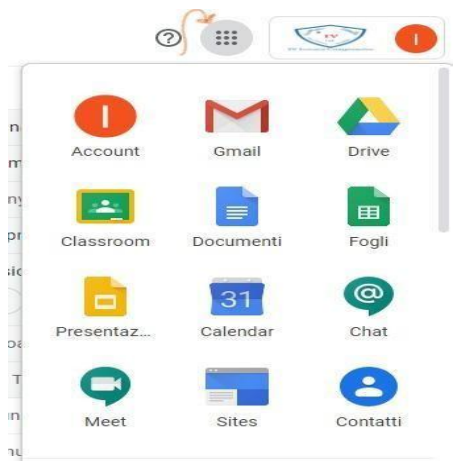 I
Account Gmail Drive
Classroom Documenti Fogli
31
Presentaz... Calendar Chat
Meet Sites Contatti